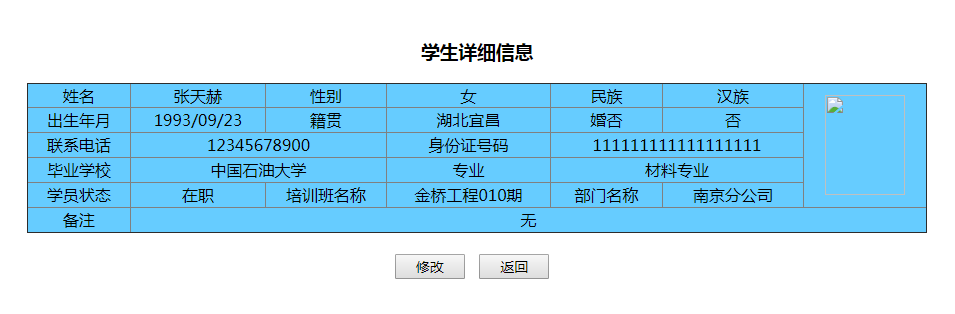 学生详细信息
姓名 张天赫 性别 女 民族 汉族
出生年月 1993/09/23 籍贯 湖北宜昌 婚否 否
联系电话 12345678900 身份证号码 111111111111111111
毕业学校 中国石油大学 专业 材料专业
学员状态 在职 培训班名称 金桥工程010期 部门名称 南京分公司
备注 无
修改 返回